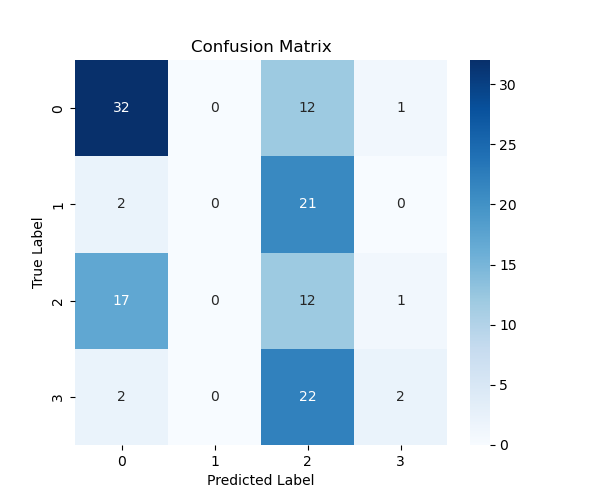 Confusion Matrix
True Label
0 32 0 12 1
1 2 0 21 0
2 17 0 12 1
3 2 0 22 2
0 1 2 3
Predicted Label
30
25
20
15
10
5
0